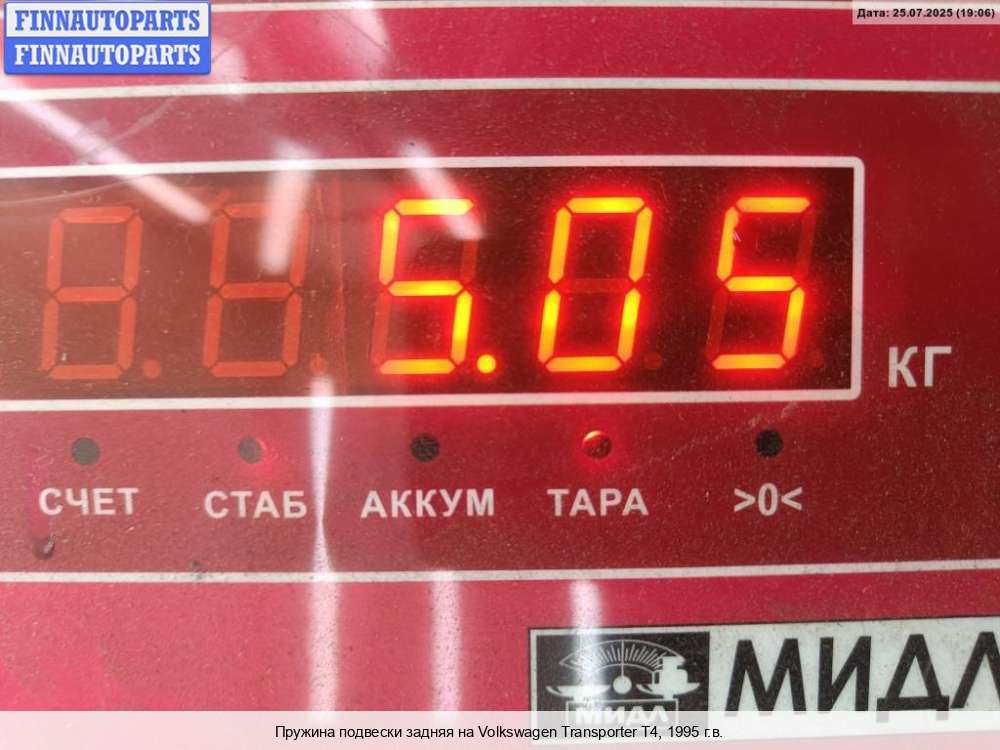 FINNAUTOPARTS
FINNAUTOPARTS
Дата: 25.07.2025 (19:06)
5.05
КГ
СЧЕТ СТАБ АККУМ ТАРА >0<
МИДЛ
МИДЛ
Пружина подвески задняя на Volkswagen Transporter T4, 1995 г.в.